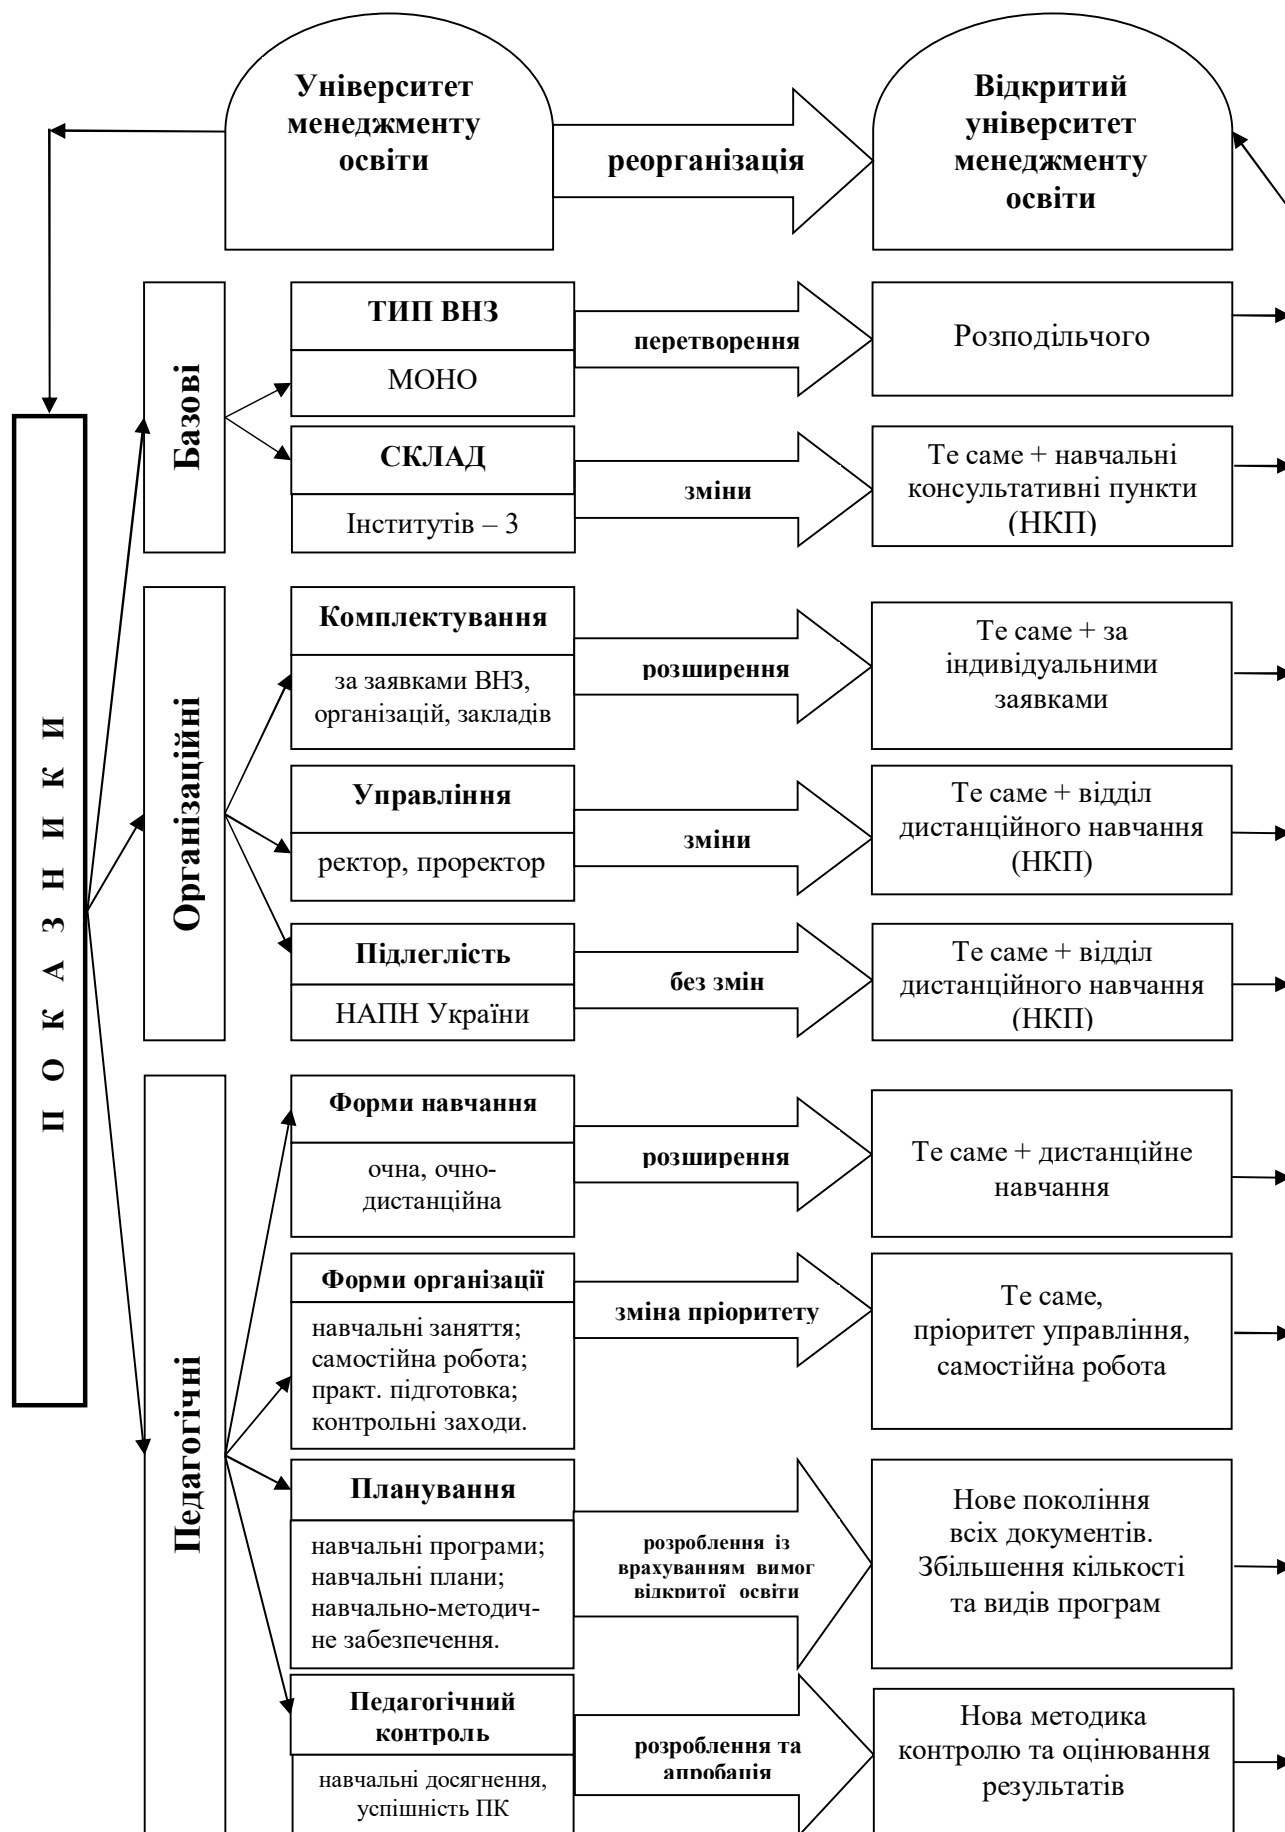 Університет
менеджменту
освіти
реорганізація
Відкритий
університет
менеджменту
освіти
ПОКАЗНИКИ
Базові
ТИП ВНЗ
МОНО
перетворення
Розподільчого
СКЛАД
Інститутів – 3
зміни
Те саме + навчальні
консультативні пункти
(НКП)
Організаційні
Комплектування
за заявками ВНЗ,
організацій, закладів
розширення
Те саме + за
індивідуальними
заявками
Управління
ректор, проректор
зміни
Те саме + відділ
дистанційного навчання
(НКП)
Підлеглість
НАПН України
без змін
Те саме + відділ
дистанційного навчання
(НКП)
Педагогічні
Форми навчання
очна, очно-
дистанційна
розширення
Те саме + дистанційне
навчання
Форми організації
навчальні заняття;
самостійна робота;
практ. підготовка;
контрольні заходи.
зміна пріоритету
Те саме,
пріоритет управління,
самостійна робота
Планування
навчальні програми;
навчальні плани;
навчально-методич-
не забезпечення.
розроблення із
врахуванням вимог
відкритої освіти
Нове покоління
всіх документів.
Збільшення кількості
та видів програм
Педагогічний
контроль
навчальні досягнення,
успішність ПК
розроблення та
апробація
Нова методика
контролю та оцінювання
результатів